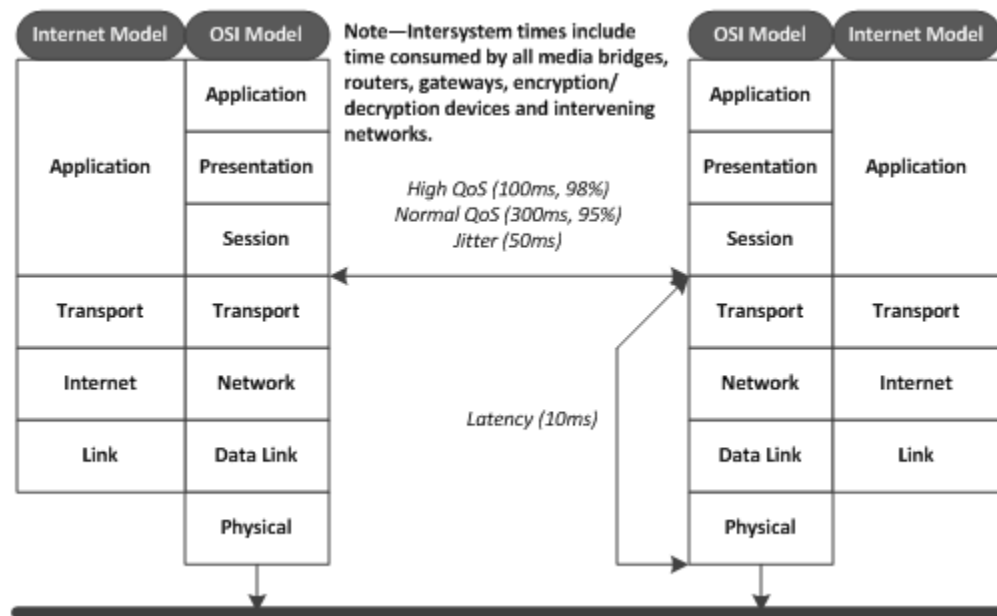 Internet Model
OSI Model
Note—Intersystem times include
time consumed by all media bridges,
routers, gateways, encryption/
decryption devices and intervening
networks.
OSI Model
Internet Model
Application
Application
Presentation
Session
Transport
Transport
Internet
Network
Link
Data Link
Physical
High QoS (100ms, 98%)
Normal QoS (300ms, 95%)
Jitter (50ms)
Latency (10ms)
Application
Presentation
Application
Session
Transport
Transport
Network
Internet
Data Link
Link
Physical